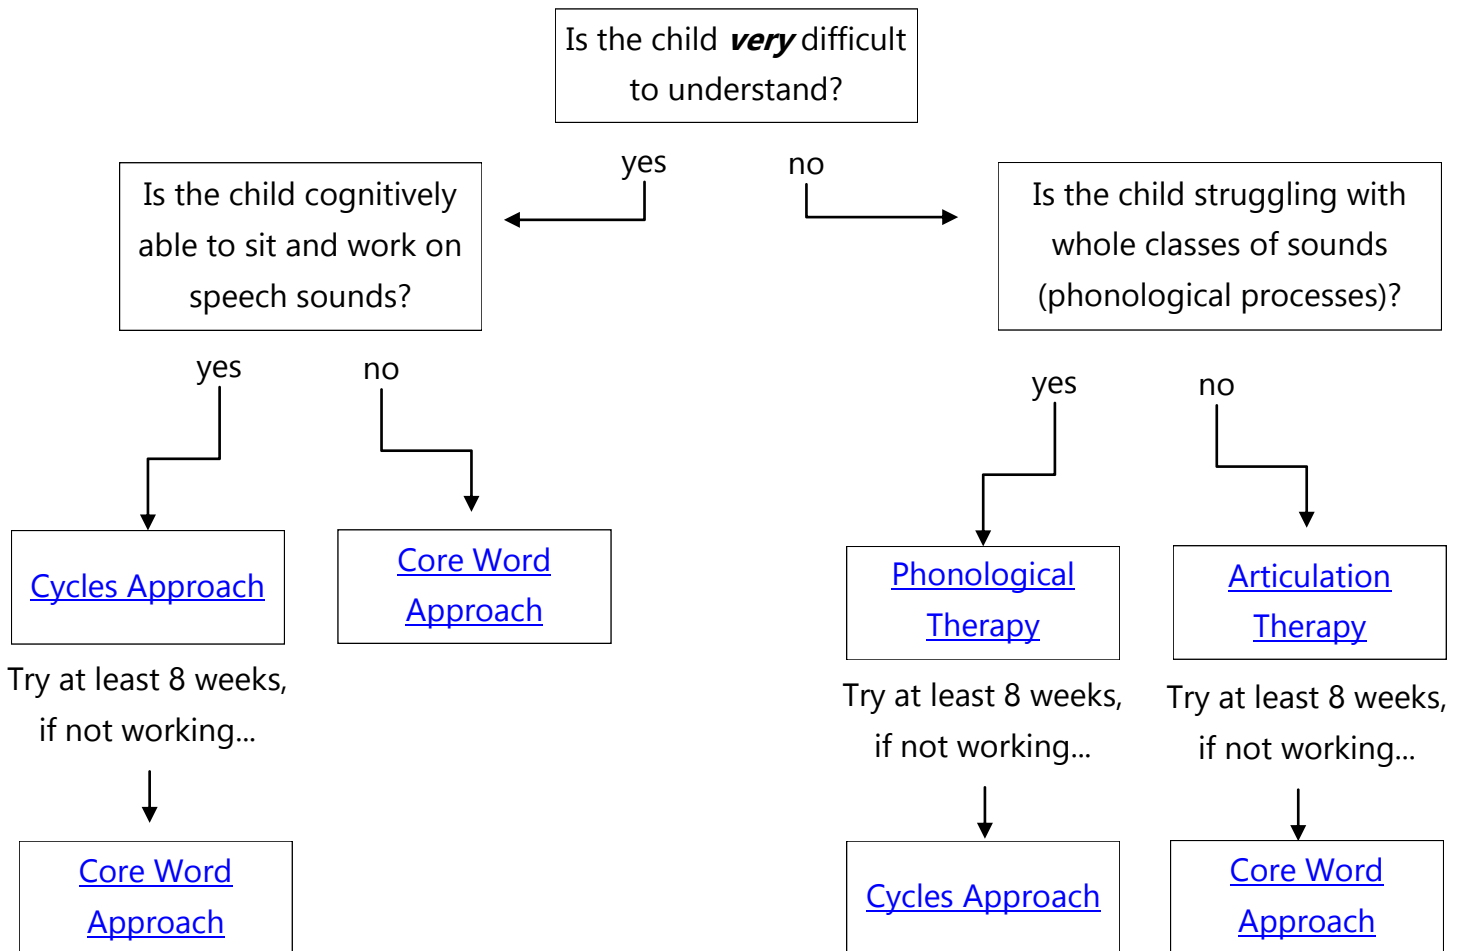 Is the child very difficult
to understand?
yes
no
Is the child cognitively
able to sit and work on
speech sounds?
Is the child struggling with
whole classes of sounds
(phonological processes)?
yes
no
yes
no
Cycles Approach
Core Word
Approach
Phonological
Therapy
Articulation
Therapy
Try at least 8 weeks,
if not working...
Try at least 8 weeks,
if not working...
Try at least 8 weeks,
if not working...
Core Word
Approach
Cycles Approach
Core Word
Approach